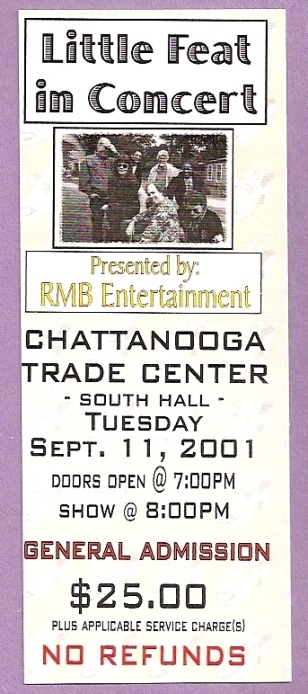 Little Feat
in Concert
Presented by:
RMB Entertainment
CHATTANOOGA
TRADE CENTER
- SOUTH HALL -
TUESDAY
SEPT. 11, 2001
DOORS OPEN @ 7:00PM
SHOW @ 8:00PM
GENERAL ADMISSION
$25.00
PLUS APPLICABLE SERVICE CHARGE(S)
NO REFUNDS